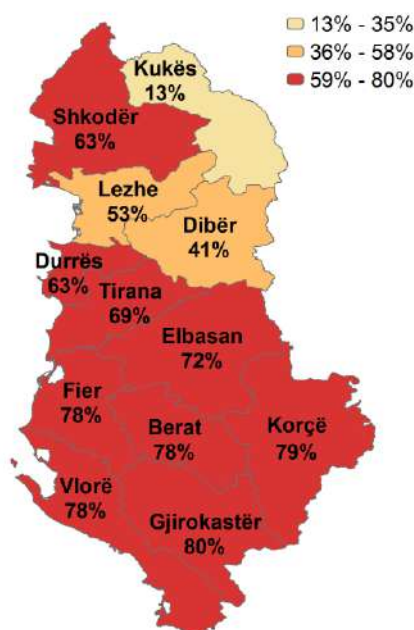 13% - 35%
36% - 58%
59% - 80%
Kukës
13%
Shkodër
63%
Lezhe
53%
Dibër
41%
Durrës
63%
Tirana
69%
Elbasan
72%
Fier
78%
Berat
78%
Korçë
79%
Vlorë
78%
Gjirokastër
80%